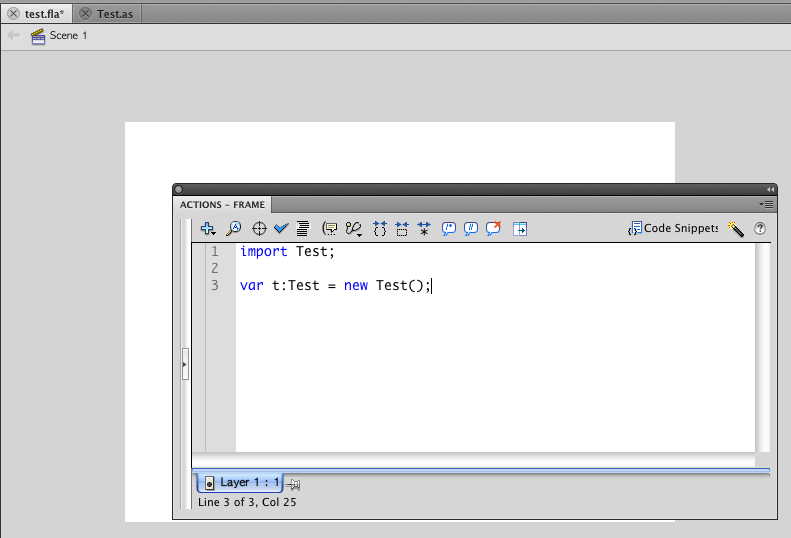 test.fla* Test.as
Scene 1
ACTIONS – FRAME
Code Snippets
1 import Test;
2
3 var t:Test = new Test();
Layer 1 : 1
Line 3 of 3, Col 25